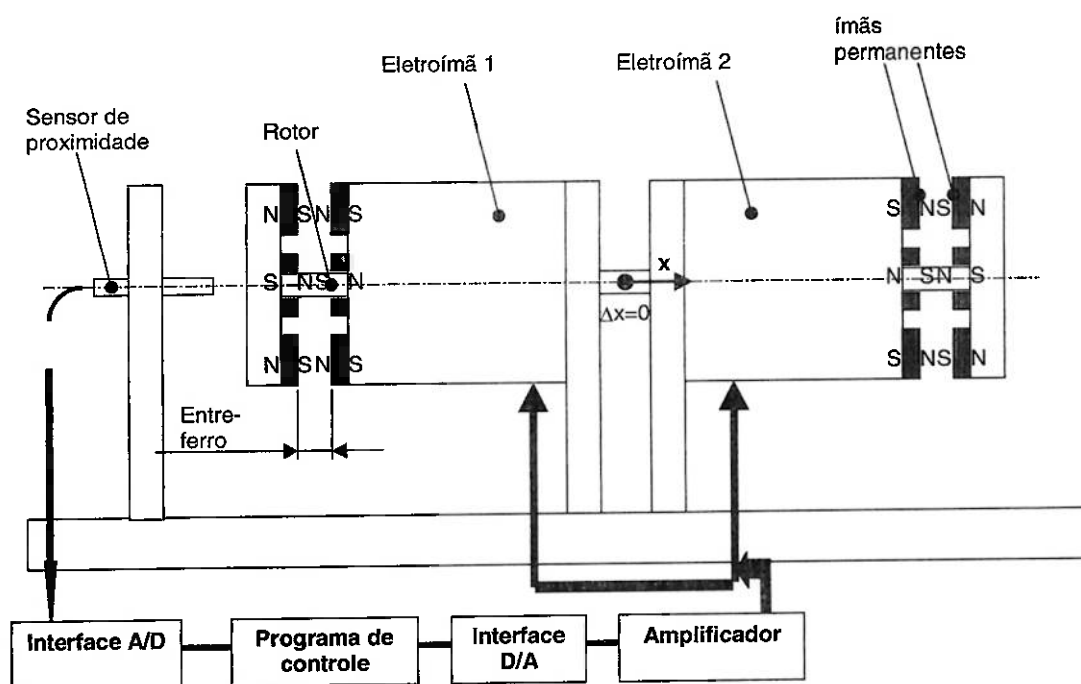 ímãs
permanentes
Eletroímã 1
Eletroímã 2
Sensor de
proximidade
Rotor
N S N S
S N S N
x
Δx=0
S N S N
N S N S
N S N S
S N S N
Entre-
ferro
Interface A/D
Programa de
controle
Interface
D/A
Amplificador